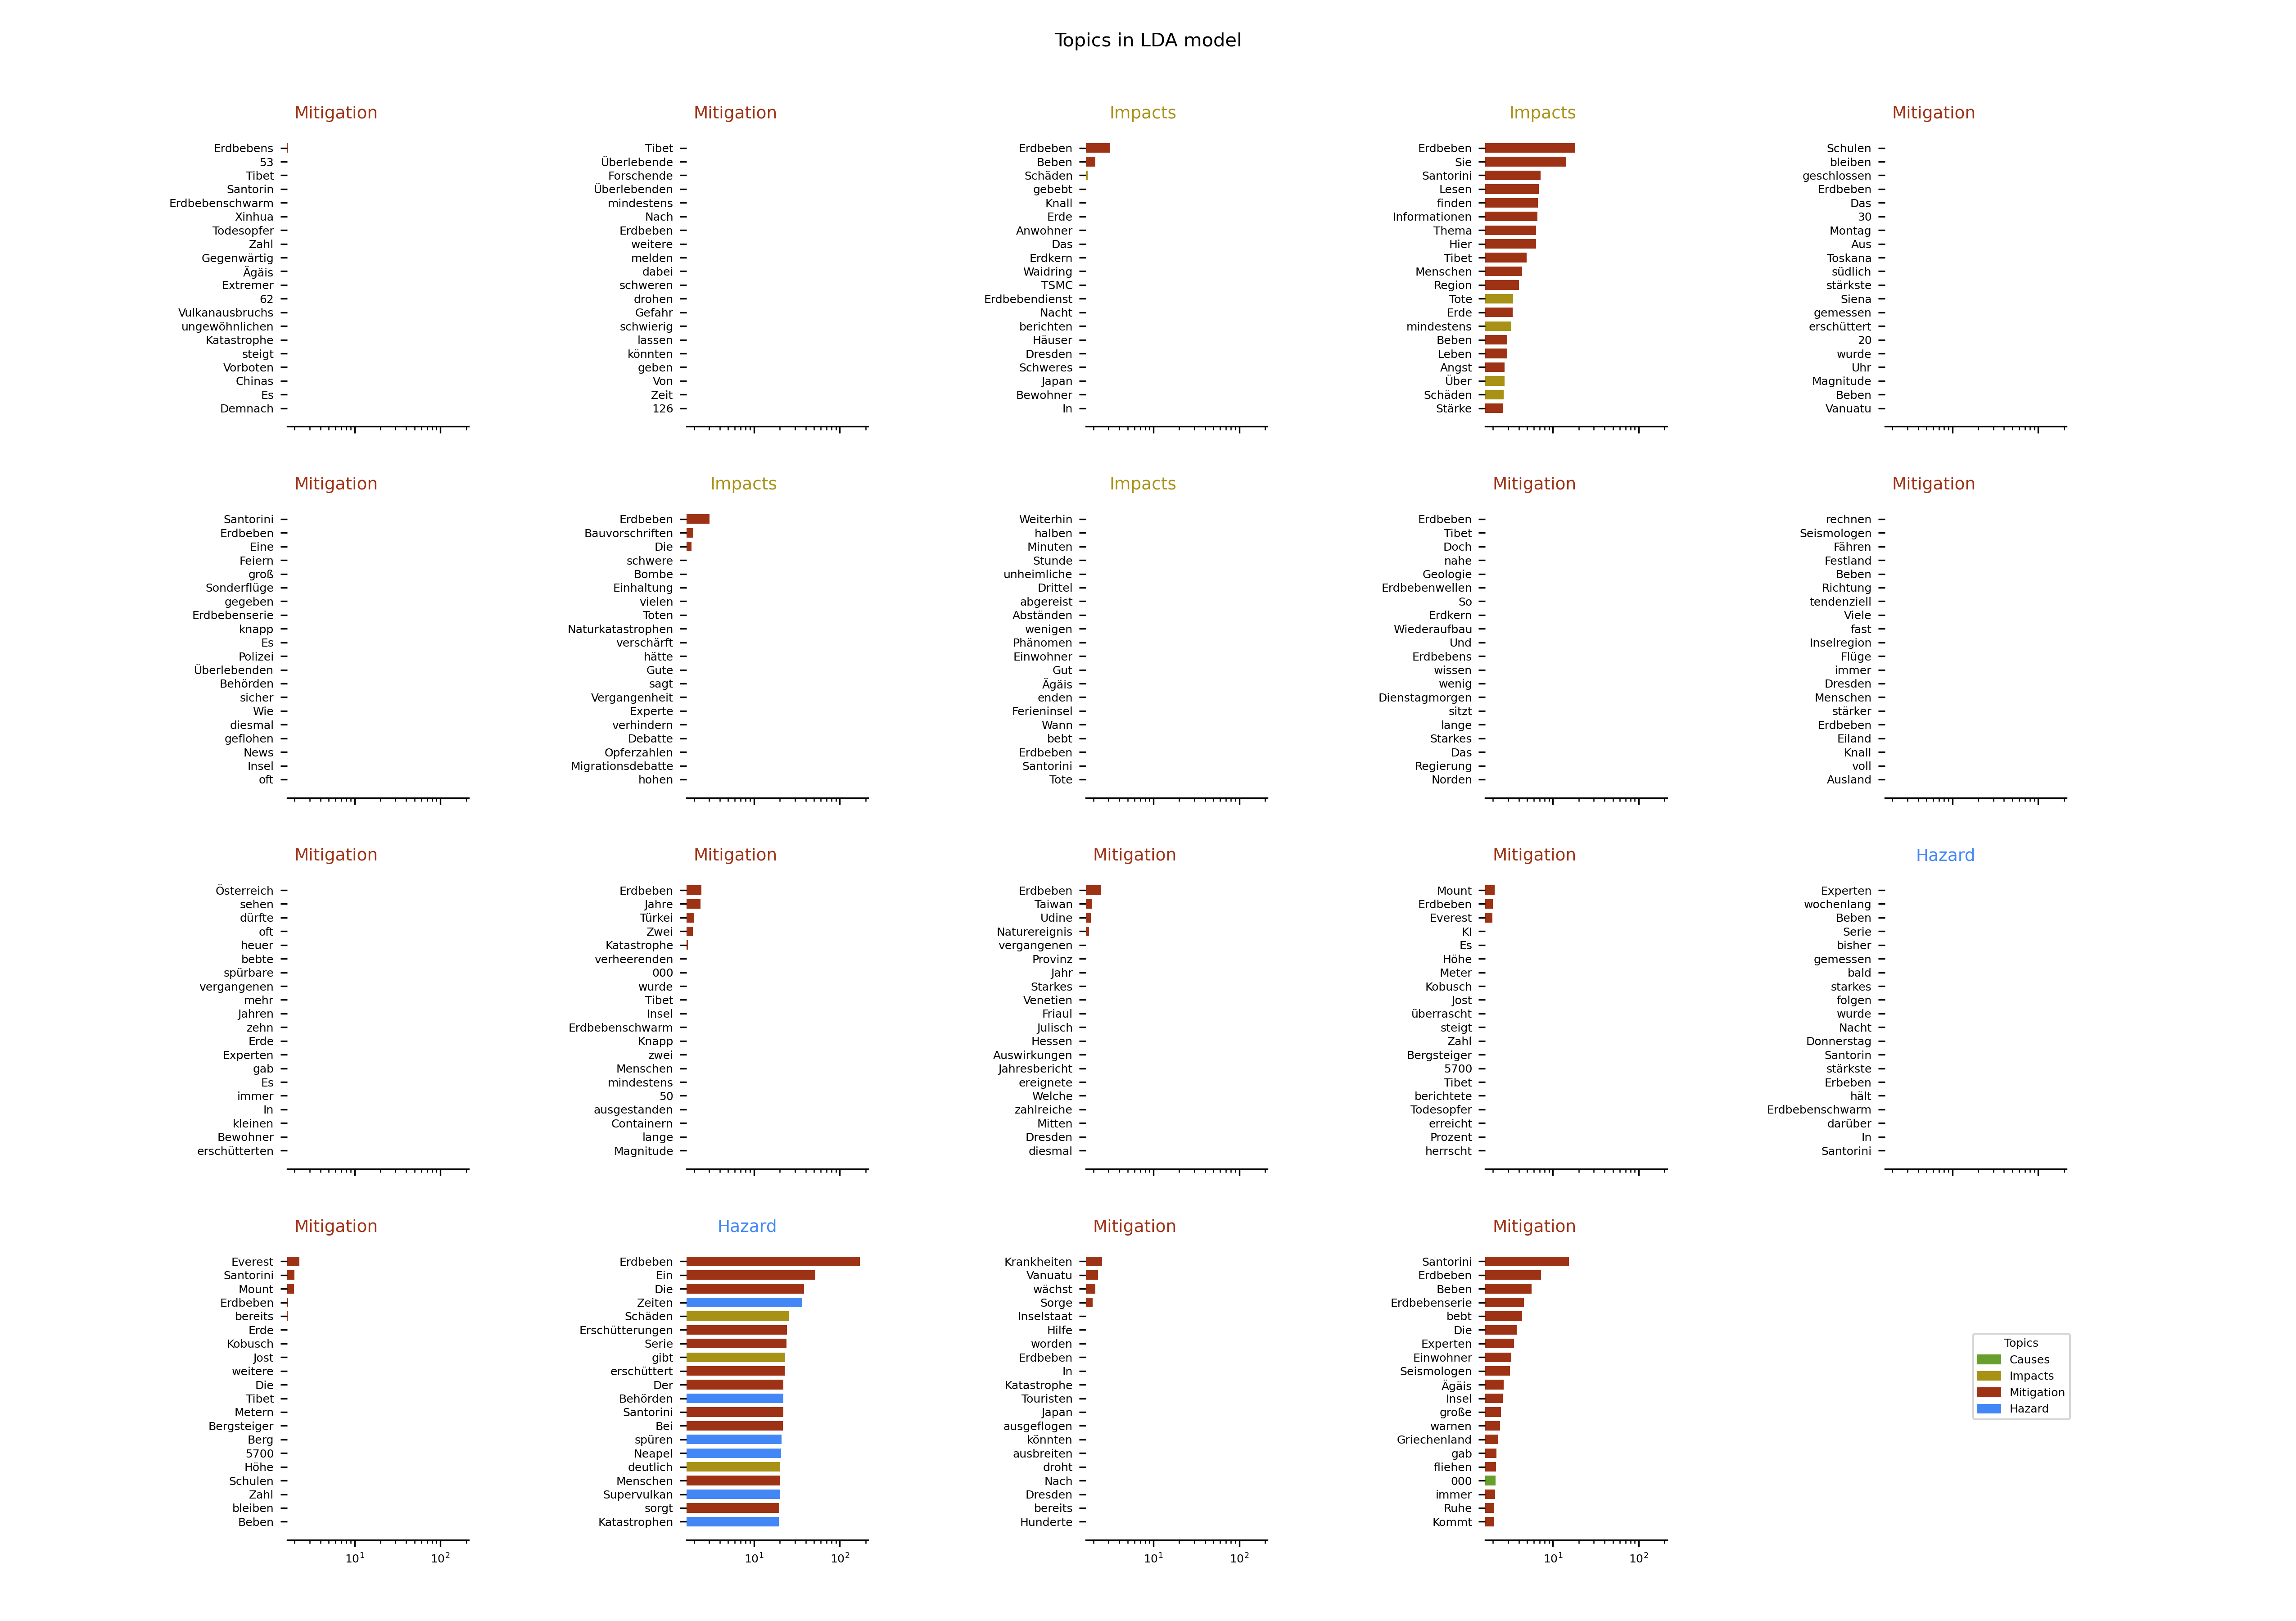 Topics in LDA model
Mitigation
Erdbebens
53
Tibet
Santorin
Erdbebenschwarm
Xinhua
Todesopfer
Zahl
Gegenwärtig
Ägäis
Extremer
62
Vulkanausbruchs
ungewöhnlichen
Katastrophe
steigt
Vorboten
Chinas
Es
Demnach
Mitigation
Tibet
Überlebende
Forschende
Überlebenden
mindestens
Nach
Erdbeben
weitere
melden
dabei
schweren
drohen
Gefahr
schwierig
lassen
könnten
geben
Von
Zeit
126
Impacts
Erdbeben
Beben
Schäden
gebebt
Knall
Erde
Anwohner
Das
Erdkern
Waidring
TSMC
Erdbebendienst
Nacht
berichten
Häuser
Dresden
Schweres
Japan
Bewohner
In
Impacts
Erdbeben
Sie
Santorini
Lesen
finden
Informationen
Thema
Hier
Tibet
Menschen
Region
Tote
Erde
mindestens
Beben
Leben
Angst
Über
Schäden
Stärke
Mitigation
Schulen
bleiben
geschlossen
Erdbeben
Das
30
Montag
Aus
Toskana
südlich
stärkste
Siena
gemessen
erschüttert
20
wurde
Uhr
Magnitude
Beben
Vanuatu
Mitigation
Santorini
Erdbeben
Eine
Feiern
groß
Sonderflüge
gegeben
Erdbebenserie
knapp
Es
Polizei
Überlebenden
Behörden
sicher
Wie
diesmal
geflohen
News
Insel
oft
Impacts
Erdbeben
Bauvorschriften
Die
schwere
Bombe
Einhaltung
vielen
Toten
Naturkatastrophen
verschärft
hätte
Gute
sagt
Vergangenheit
Experte
verhindern
Debatte
Opferzahlen
Migrationsdebatte
hohen
Impacts
Weiterhin
halben
Minuten
Stunde
unheimliche
Drittel
abgereist
Abständen
wenigen
Phänomen
Einwohner
Gut
Ägäis
enden
Ferieninsel
Wann
bebt
Erdbeben
Santorini
Tote
Mitigation
Erdbeben
Tibet
Doch
nahe
Geologie
Erdbebenwellen
So
Erdkern
Wiederaufbau
Und
Erdbebens
wissen
wenig
Dienstagmorgen
sitzt
lange
Starkes
Das
Regierung
Norden
Mitigation
rechnen
Seismologen
Fähren
Festland
Beben
Richtung
tendenziell
Viele
fast
Inselregion
Flüge
immer
Dresden
Menschen
stärker
Erdbeben
Eiland
Knall
voll
Ausland
Mitigation
Österreich
sehen
dürfte
oft
heuer
bebte
spürbare
vergangenen
mehr
Jahren
zehn
Erde
Experten
gab
Es
immer
In
kleinen
Bewohner
erschütterten
Mitigation
Erdbeben
Jahre
Türkei
Zwei
Katastrophe
verheerenden
000
wurde
Tibet
Insel
Erdbebenschwarm
Knapp
zwei
Menschen
mindestens
50
ausgestanden
Containern
lange
Magnitude
Mitigation
Erdbeben
Taiwan
Udine
Naturereignis
vergangenen
Provinz
Jahr
Starkes
Venetien
Friaul
Julisch
Hessen
Auswirkungen
Jahresbericht
ereignete
Welche
zahlreiche
Mitten
Dresden
diesmal
Mitigation
Mount
Erdbeben
Everest
KI
Es
Höhe
Meter
Kobusch
Jost
überrascht
steigt
Zahl
Bergsteiger
5700
Tibet
berichtete
Todesopfer
erreicht
Prozent
herrscht
Hazard
Experten
wochenlang
Beben
Serie
bisher
gemessen
bald
starkes
folgen
wurde
Nacht
Donnerstag
Santorin
stärkste
Erbeben
hält
Erdbebenschwarm
darüber
In
Santorini
Mitigation
Everest
Santorini
Mount
Erdbeben
bereits
Erde
Kobusch
Jost
weitere
Die
Tibet
Metern
Bergsteiger
Berg
5700
Höhe
Schulen
Zahl
bleiben
Beben
10¹ 10²
Hazard
Erdbeben
Ein
Die
Zeiten
Schäden
Erschütterungen
Serie
gibt
erschüttert
Der
Behörden
Santorini
Bei
spüren
Neapel
deutlich
Menschen
Supervulkan
sorgt
Katastrophen
10¹ 10²
Mitigation
Krankheiten
Vanuatu
wächst
Sorge
Inselstaat
Hilfe
worden
Erdbeben
In
Katastrophe
Touristen
Japan
ausgeflogen
könnten
ausbreiten
droht
Nach
Dresden
bereits
Hunderte
10¹ 10²
Mitigation
Santorini
Erdbeben
Beben
Erdbebenserie
bebt
Die
Experten
Einwohner
Seismologen
Ägäis
Insel
große
warnen
Griechenland
gab
fliehen
000
immer
Ruhe
Kommt
10¹ 10²
Topics
Causes
Impacts
Mitigation
Hazard